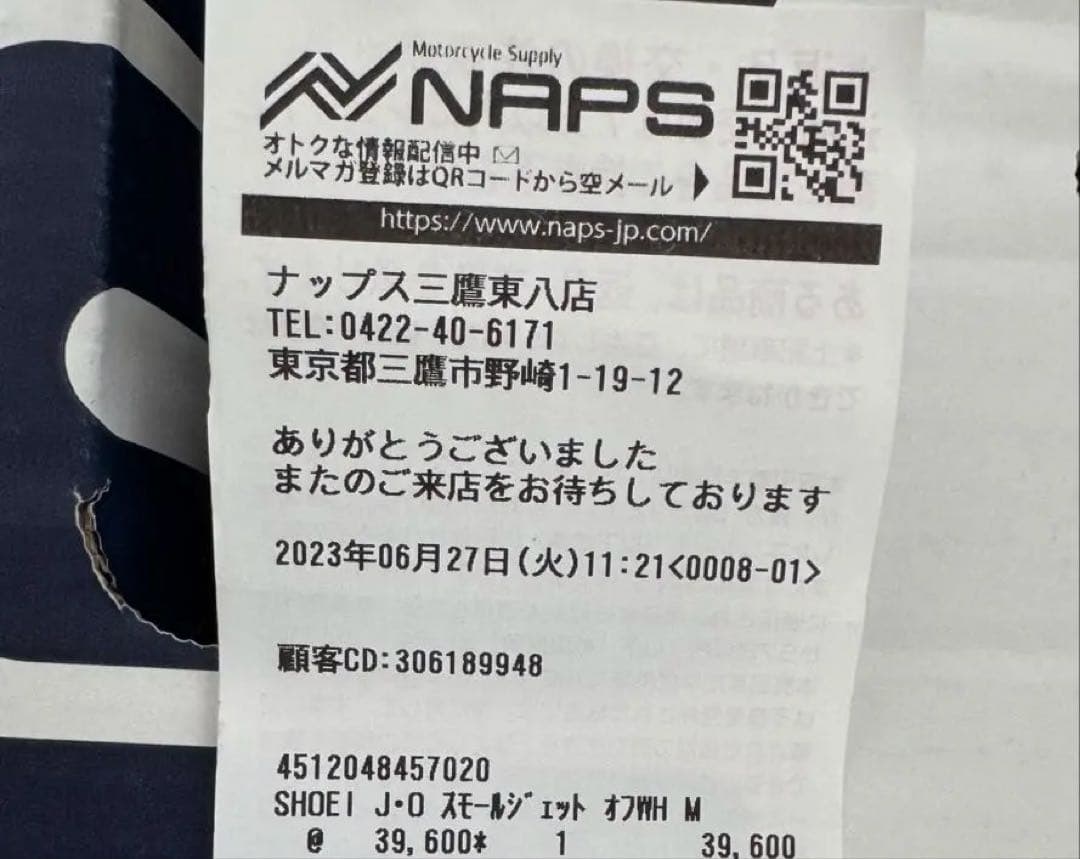 Motorcycle Supply
NAPS
オトクな情報配信中
メルマガ登録はQRコードから空メール
https://www.naps-jp.com/
ナップス三鷹東八店
TEL:0422-40-6171
東京都三鷹市野崎1-19-12
ありがとうございました
またのご来店をお待ちしております
2023年06月27日(火)11:21<0008-01>
顧客CD:306189948
4512048457020
SHOEI J・O スモールジェット オフWH M
@ 39,600* 1 39,600